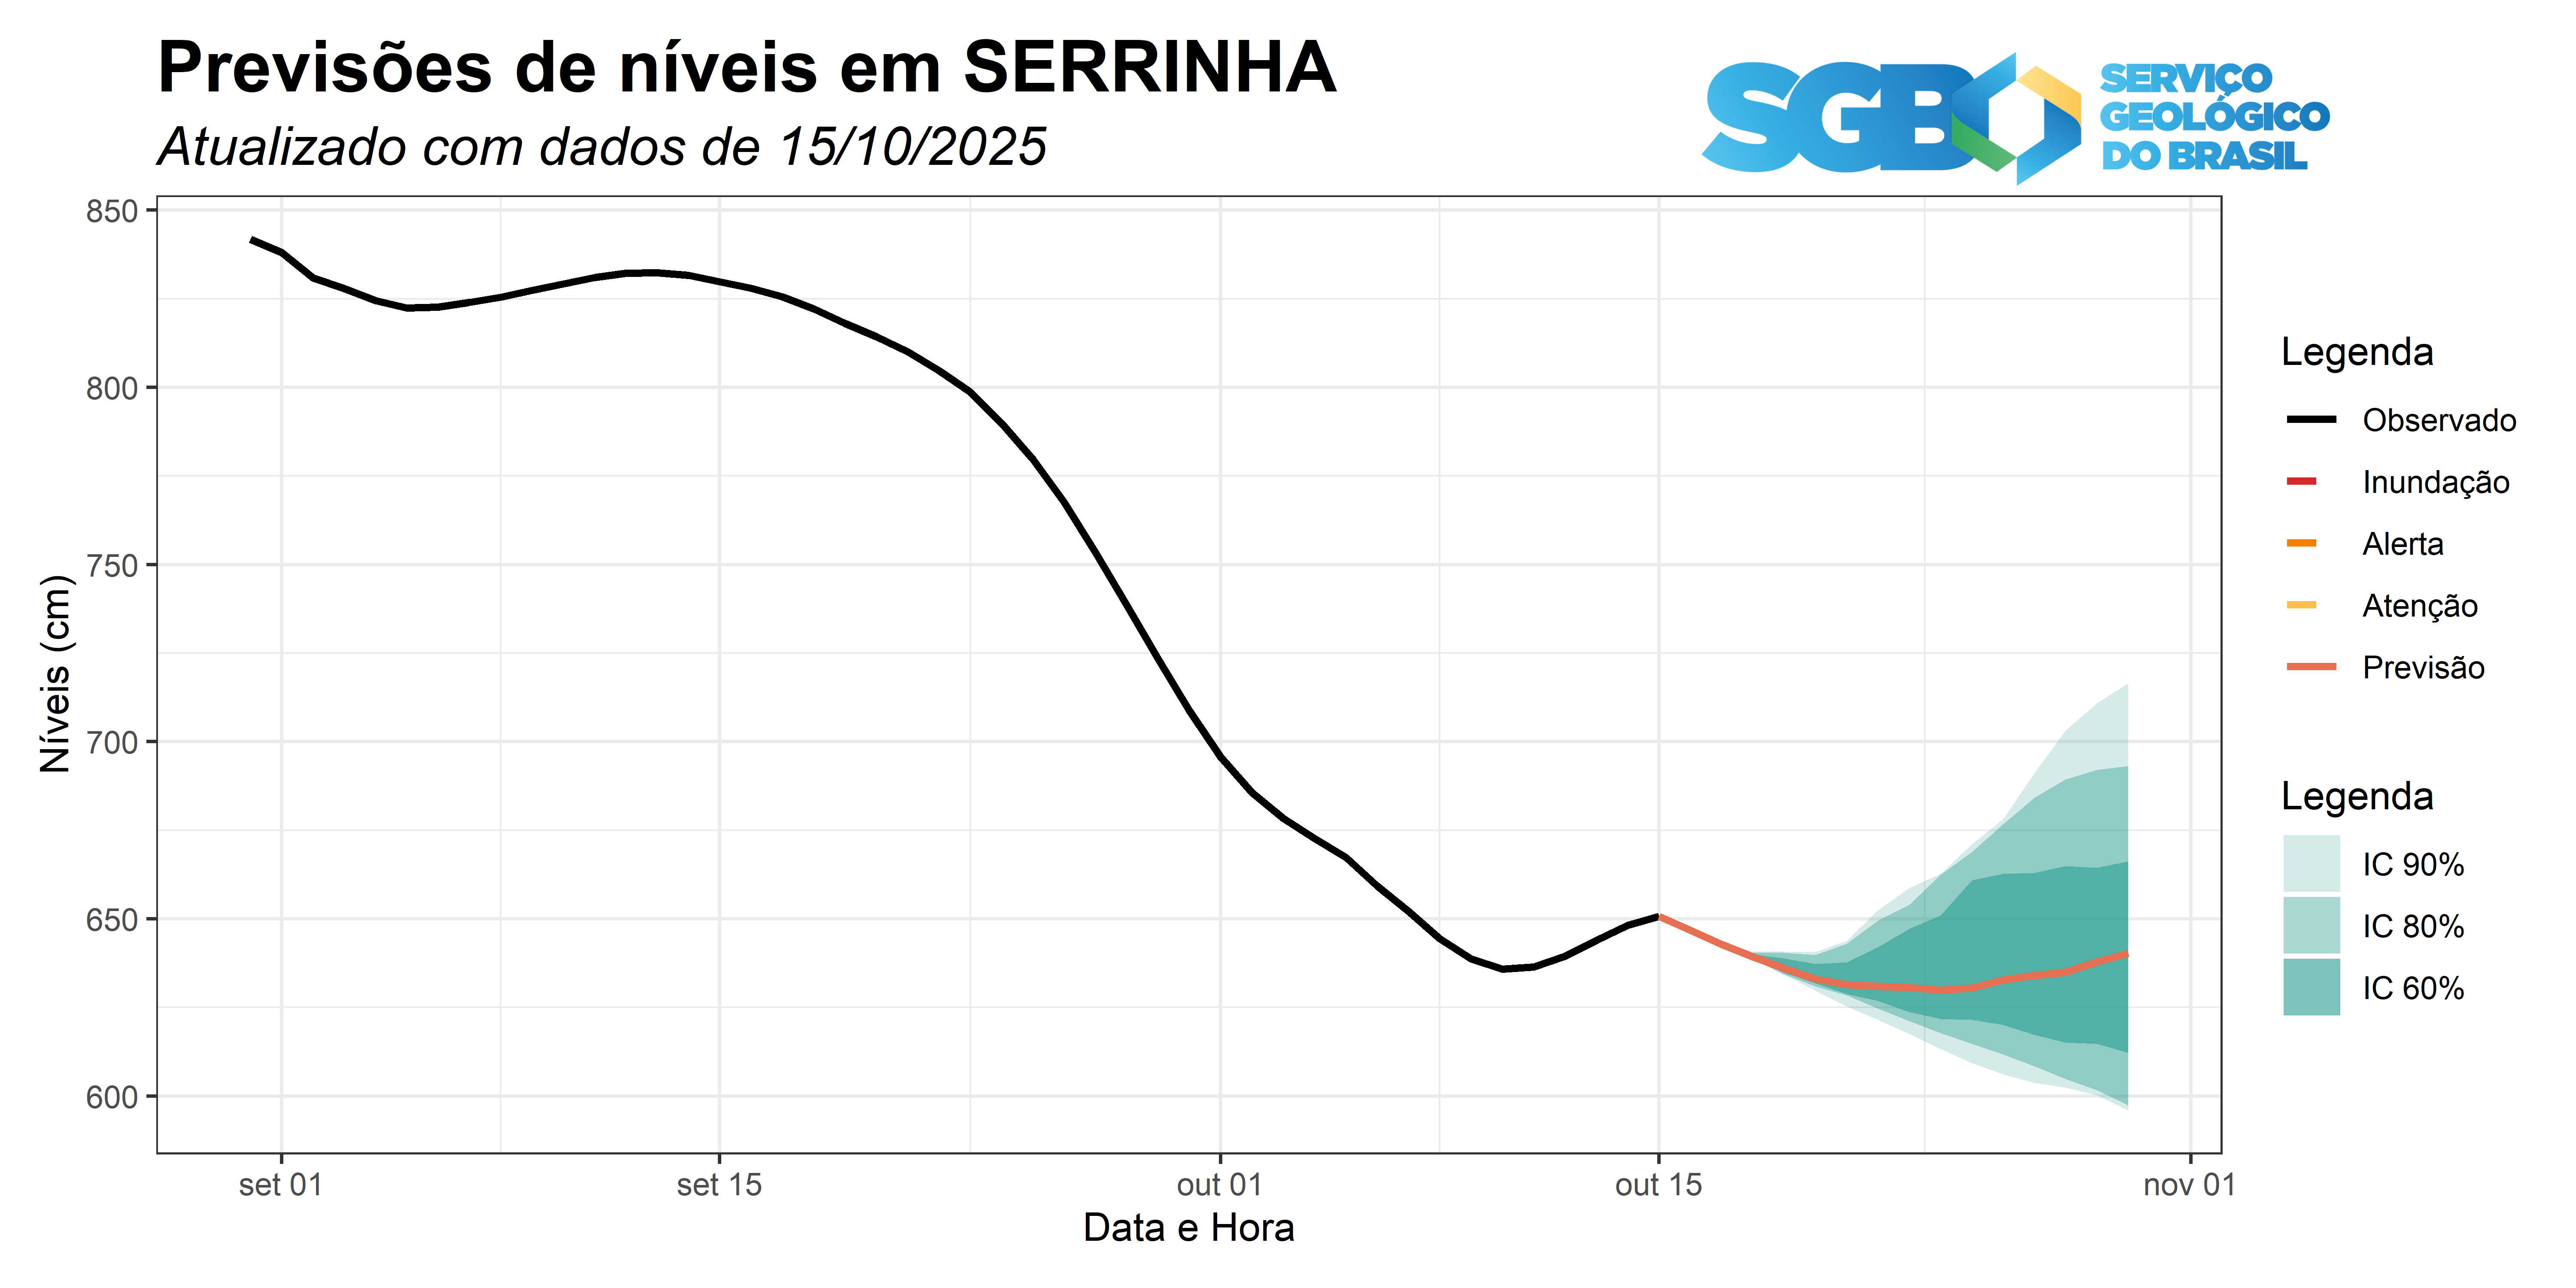 Previsões de níveis em SERRINHA
Atualizado com dados de 15/10/2025
SGB
SERVIÇO
GEOLÓGICO
DO BRASIL
Níveis (cm)
850
800
750
700
650
600
set 01
set 15
out 01
out 15
nov 01
Data e Hora
Legenda
Observado
Inundação
Alerta
Atenção
Previsão
Legenda
IC 90%
IC 80%
IC 60%